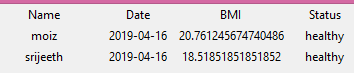 Name Date BMI Status
moiz 2019-04-16 20.761245674740486 healthy
srijeeth 2019-04-16 18.51851851851852 healthy